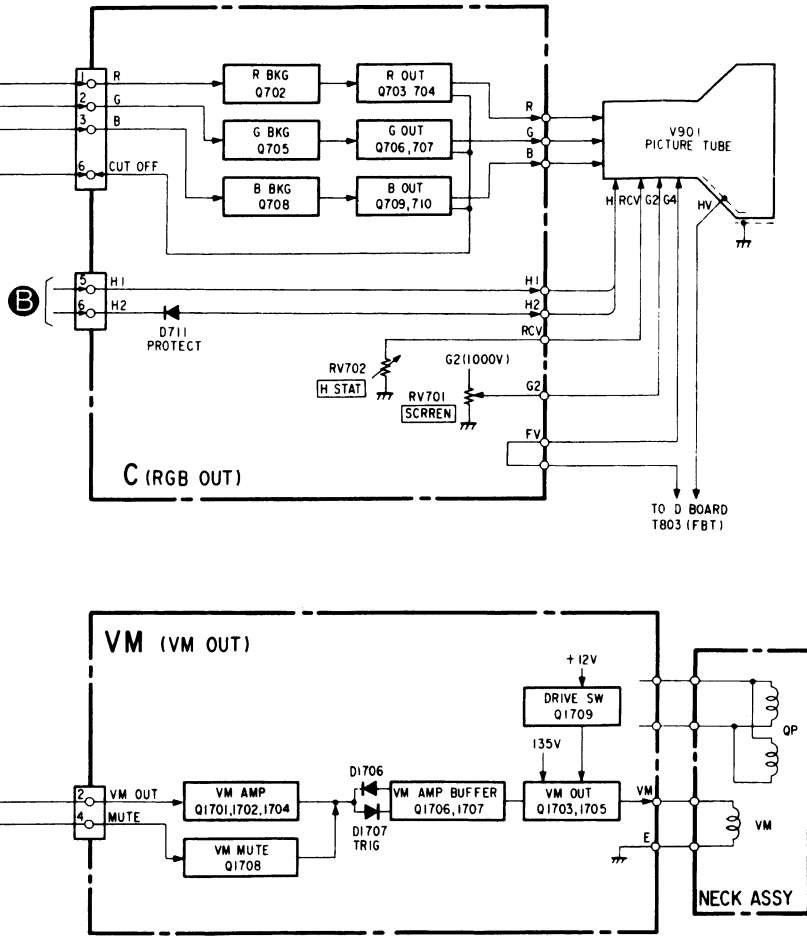 1 R
R BKG
Q702
R OUT
Q703 704
R
2 G
G BKG
Q705
G OUT
Q706,707
G
3 B
B BKG
Q708
B OUT
Q709,710
B
6 CUT OFF
V901
PICTURE TUBE
H RCV G2 G4 HV
B
5 H1
H1
6 H2
H2
D711
PROTECT
RCV
RV702
H STAT
G2(1000V)
RV701
SCRREN
G2
FV
C (RGB OUT)
TO D BOARD
T803 (FBT)
VM (VM OUT)
+12V
DRIVE SW
Q1709
135V
QP
2 VM OUT
VM AMP
Q1701,1702,1704
D1706
D1707
TRIG
VM AMP BUFFER
Q1706,1707
VM OUT
Q1703,1705
VM
VM
4 MUTE
VM MUTE
Q1708
E
NECK ASSY